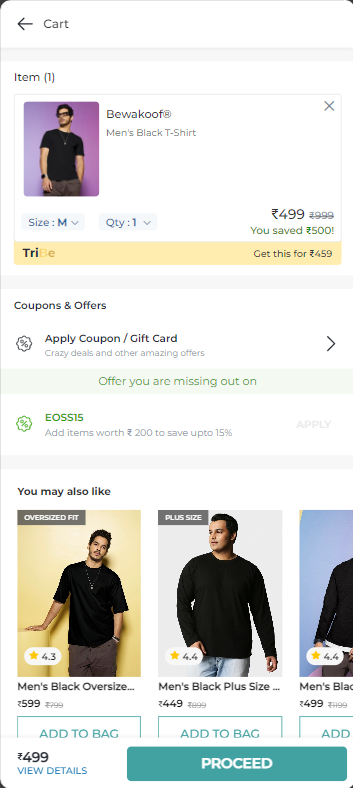 Cart
Item (1)
Bewakoof®
Men's Black T-Shirt
Size : M
Qty : 1
₹499 ₹999
You saved ₹500!
TriBe
Get this for ₹459
Coupons & Offers
Apply Coupon / Gift Card
Crazy deals and other amazing offers
Offer you are missing out on
EOSS15
Add items worth ₹ 200 to save upto 15%
APPLY
You may also like
OVERSIZED FIT
PLUS SIZE
4.3
4.4
4.4
Men's Black Oversize...
Men's Black Plus Size ...
Men's Bla
₹599 ₹799
₹449 ₹899
₹499 ₹1199
ADD TO BAG
ADD TO BAG
ADD
₹499
VIEW DETAILS
PROCEED